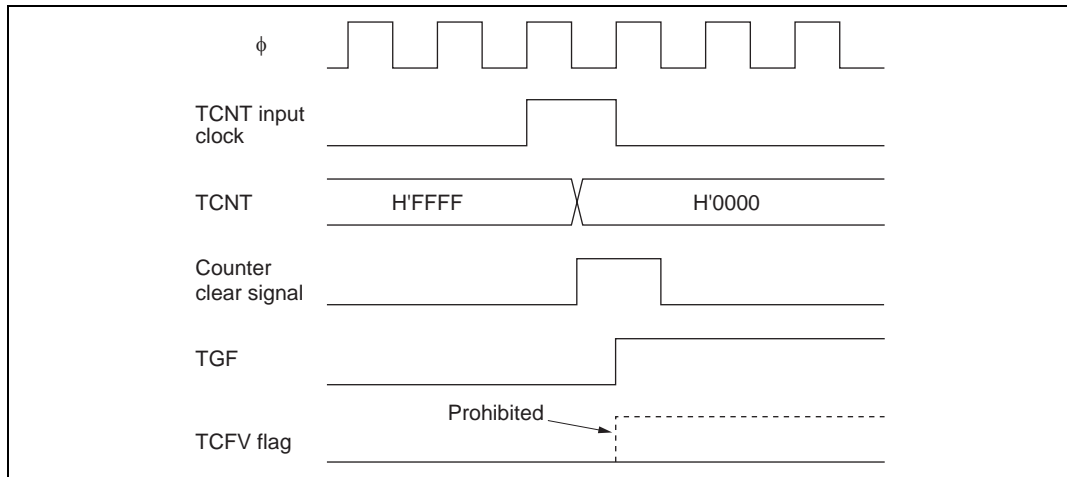 ϕ
TCNT input
clock
TCNT
H'FFFF
H'0000
Counter
clear signal
TGF
Prohibited
TCFV flag